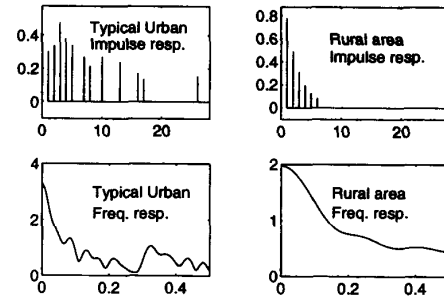 Typical Urban
Impulse resp.
0.4
0.2
0
0 10 20
Rural area
Impulse resp.
0.8
0.6
0.4
0.2
0
0 10 20
Typical Urban
Freq. resp.
4
2
0
0 0.2 0.4
Rural area
Freq. resp.
2
1
0
0 0.2 0.4